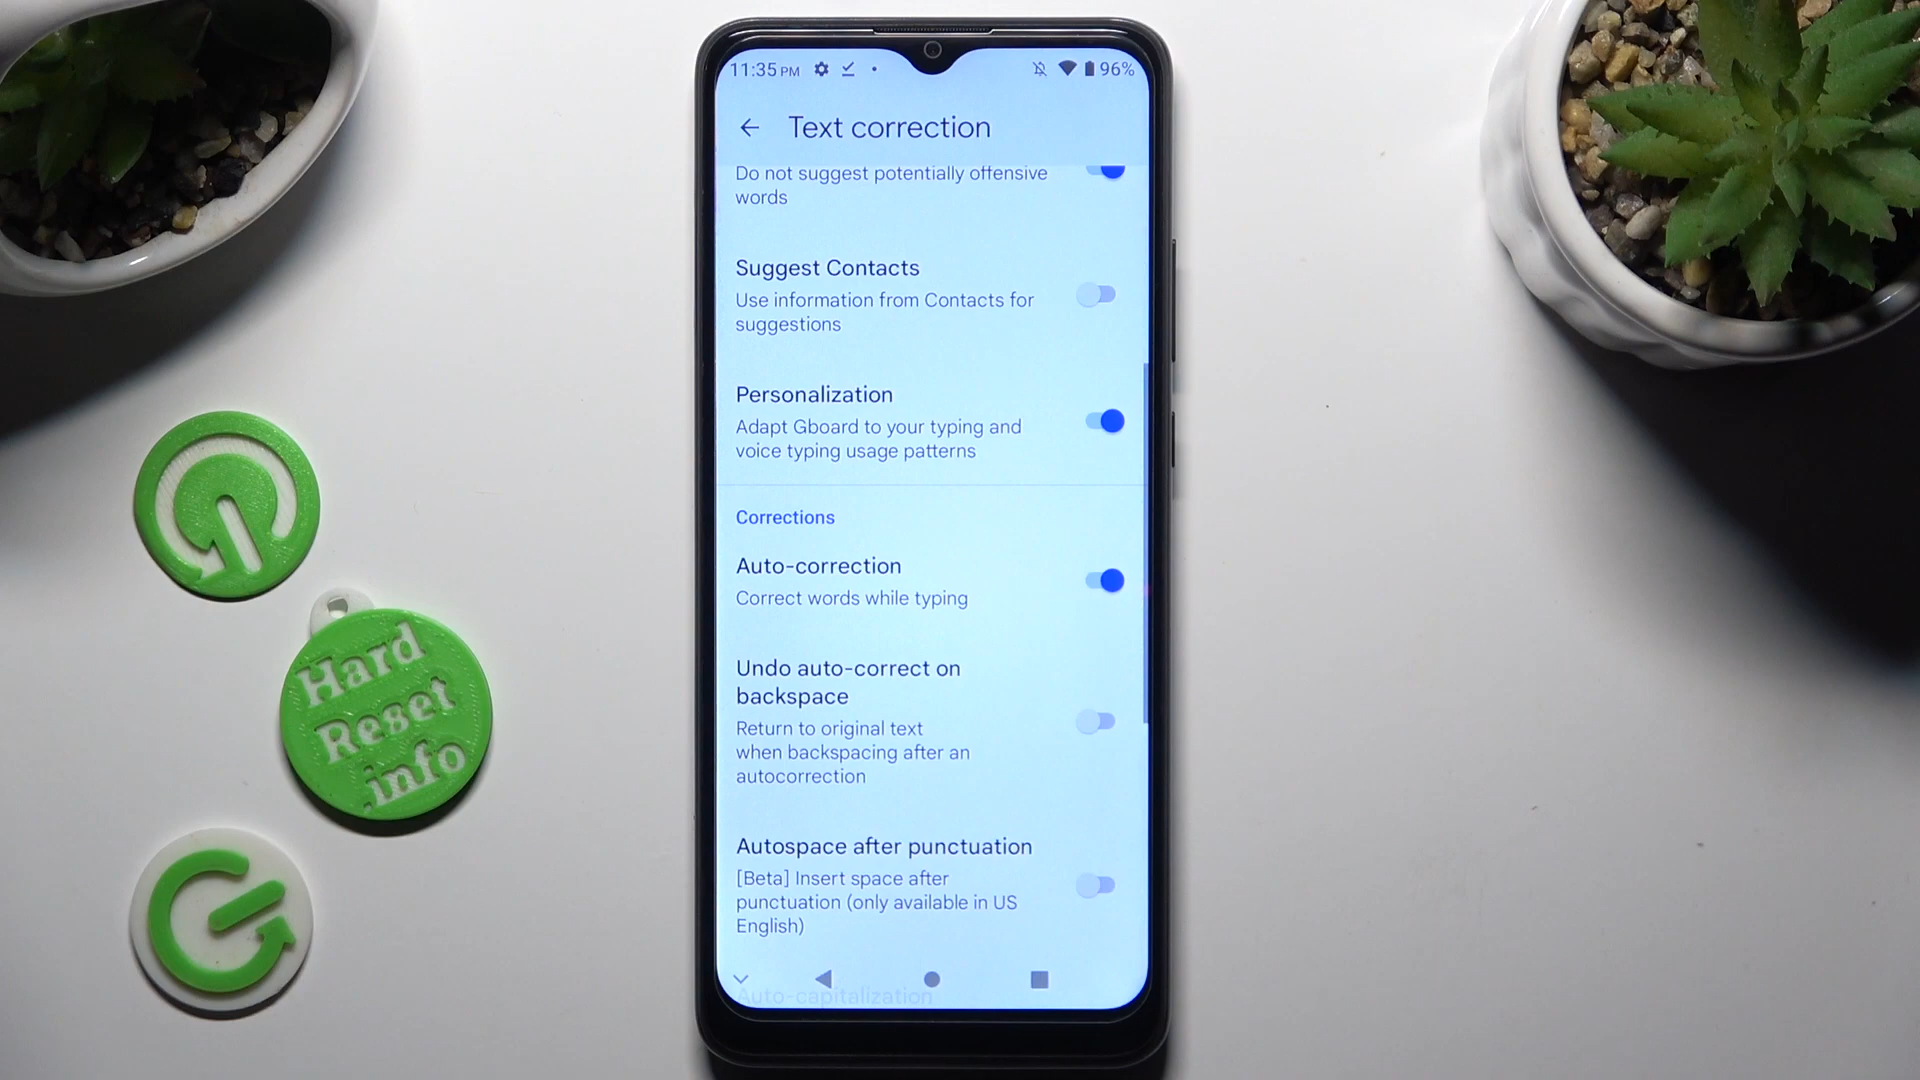 11:35 PM
96%
Text correction
Do not suggest potentially offensive
words
Suggest Contacts
Use information from Contacts for
suggestions
Personalization
Adapt Gboard to your typing and
voice typing usage patterns
Corrections
Auto-correction
Correct words while typing
Undo auto-correct on
backspace
Return to original text
when backspacing after an
autocorrection
Autospace after punctuation
[Beta] Insert space after
punctuation (only available in US
English)
Auto-capitalization
Hard
Reset
.info